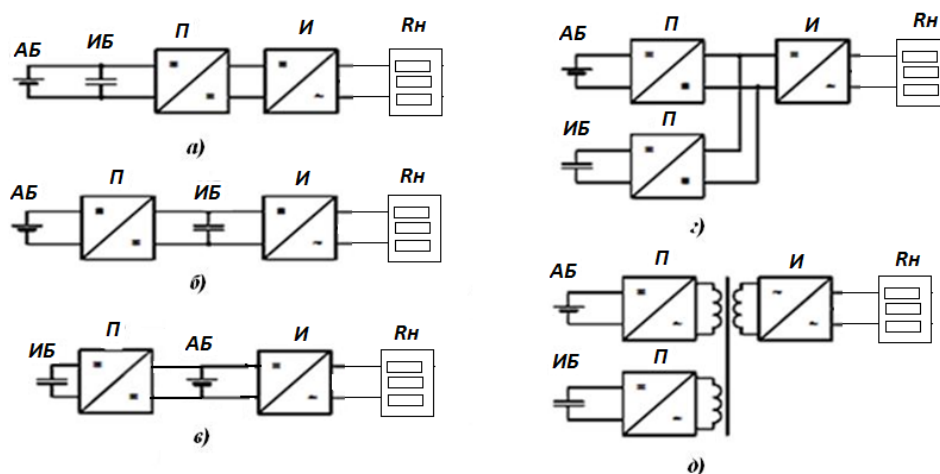 АБ ИБ П И Rн
= = = ~
а)
АБ П ИБ И Rн
= = = ~
б)
ИБ П АБ И Rн
= = = ~
в)
АБ П И Rн
= = = ~
ИБ П
= =
г)
АБ П И Rн
= ~ ~ ~
ИБ П
= ~
д)